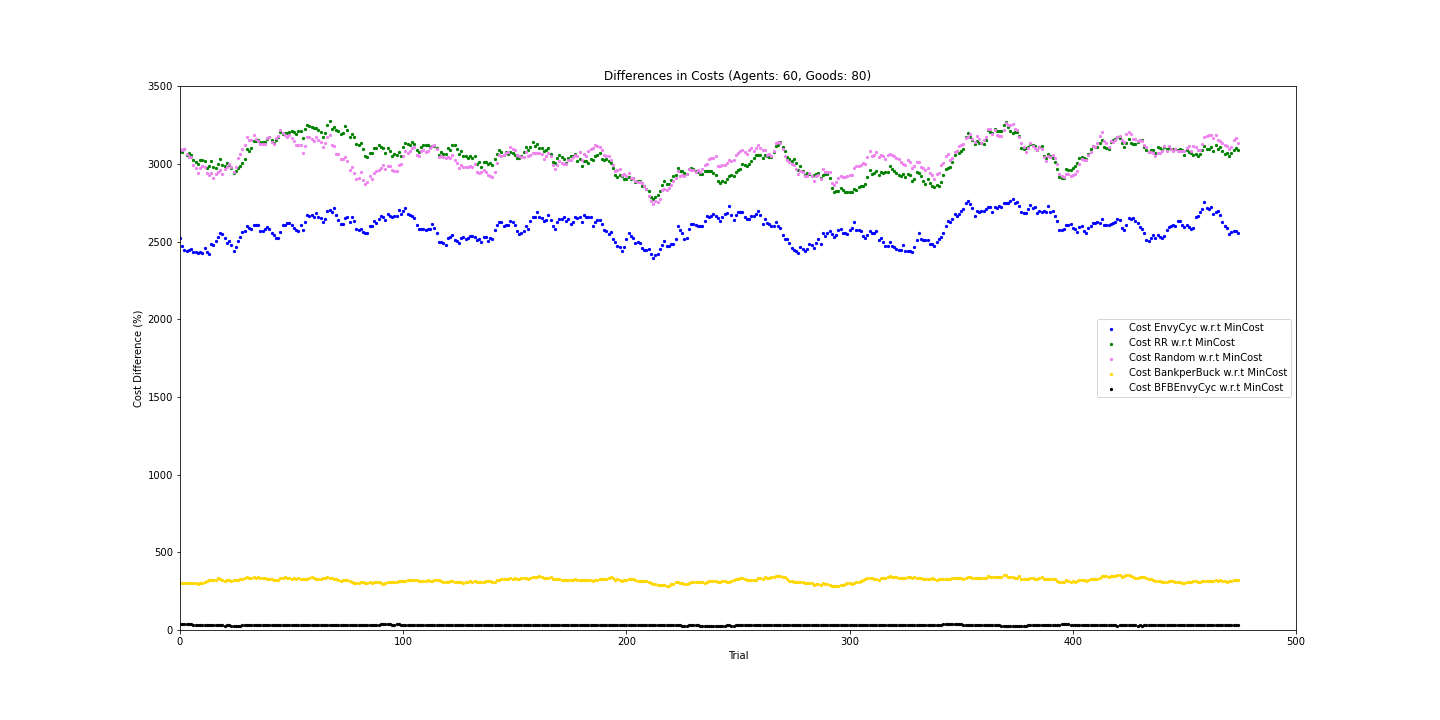 Differences in Costs (Agents: 60, Goods: 80)
3500
3000
2500
2000
1500
1000
500
0
Cost Difference (%)
Cost EnvyCyc w.r.t MinCost
Cost RR w.r.t MinCost
Cost Random w.r.t MinCost
Cost BankperBuck w.r.t MinCost
Cost BFBEnvyCyc w.r.t MinCost
0 100 200 300 400 500
Trial